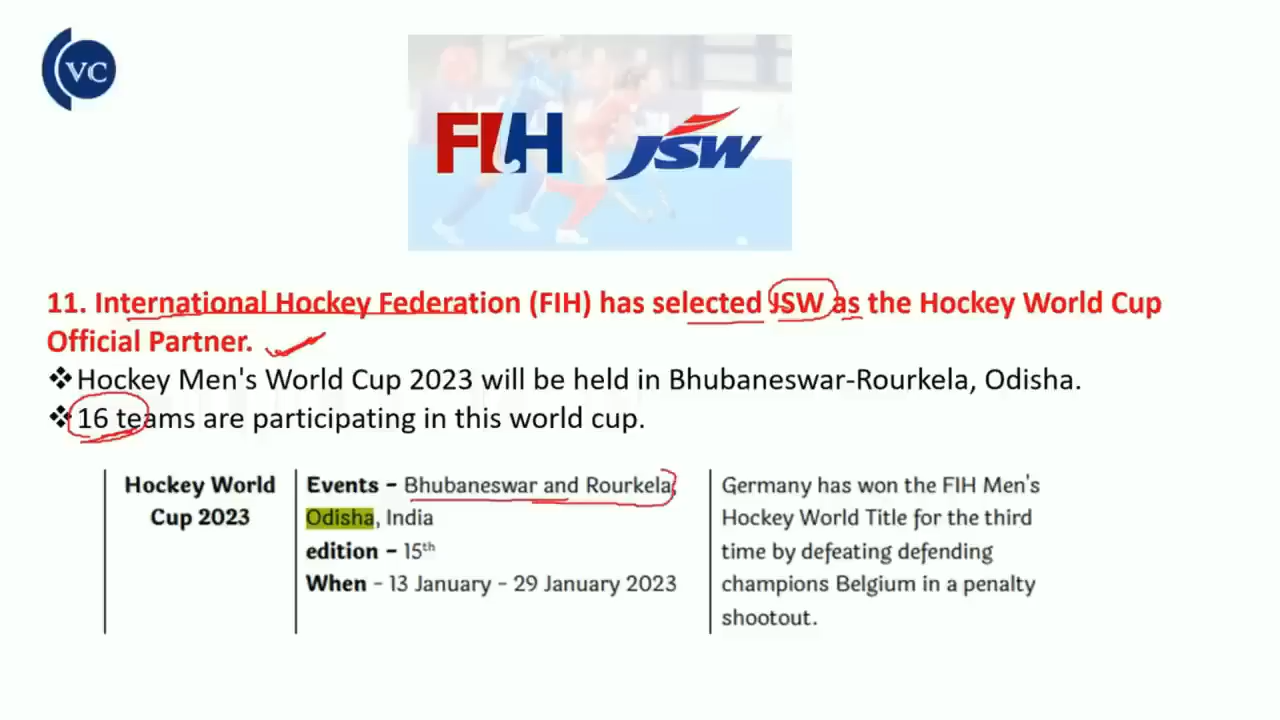 VC
FIH JSW
11. International Hockey Federation (FIH) has selected JSW as the Hockey World Cup
Official Partner.
❖Hockey Men's World Cup 2023 will be held in Bhubaneswar-Rourkela, Odisha.
❖16 teams are participating in this world cup.
Hockey World
Cup 2023
Events – Bhubaneswar and Rourkela,
Odisha, India
edition – 15th
When – 13 January – 29 January 2023
Germany has won the FIH Men's
Hockey World Title for the third
time by defeating defending
champions Belgium in a penalty
shootout.